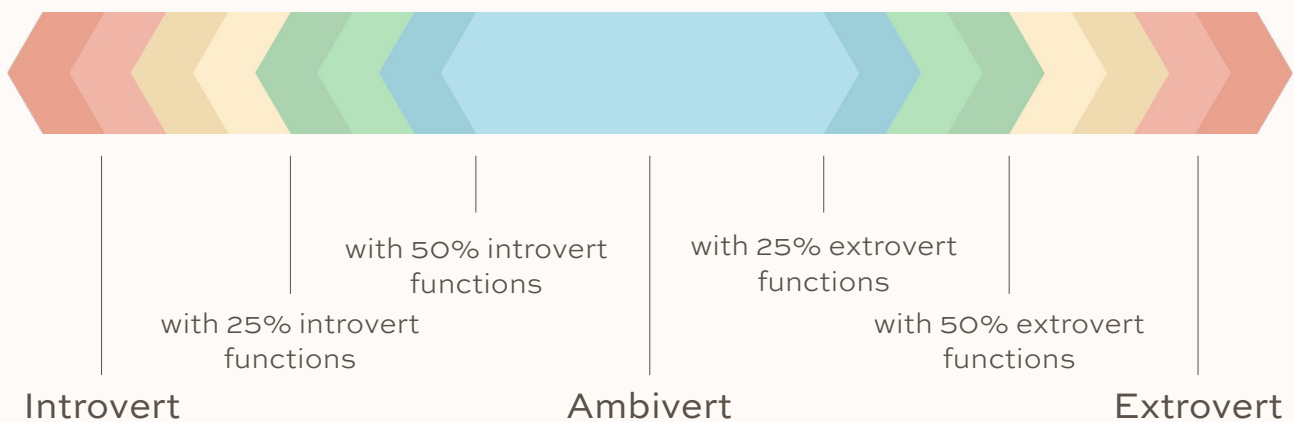 with 50% introvert
functions
with 25% extrovert
functions
with 25% introvert
functions
with 50% extrovert
functions
Introvert
Ambivert
Extrovert